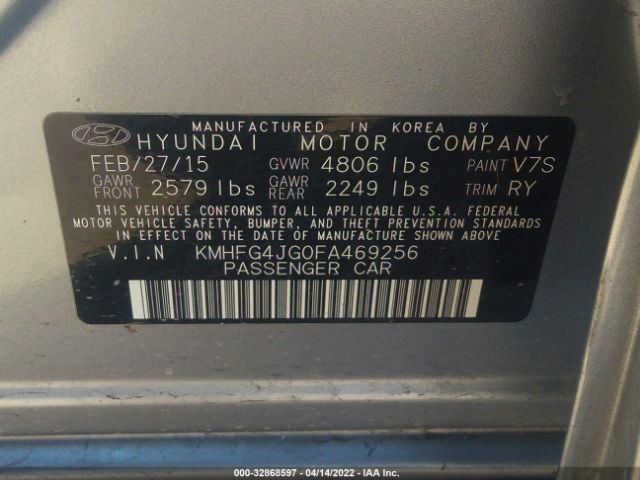 MANUFACTURED IN KOREA BY
HYUNDAI MOTOR COMPANY
FEB/27/15 GVWR 4806 lbs PAINT V7S
GAWR FRONT 2579 lbs GAWR REAR 2249 lbs TRIM RY
THIS VEHICLE CONFORMS TO ALL APPLICABLE U.S.A. FEDERAL
MOTOR VEHICLE SAFETY, BUMPER, AND THEFT PREVENTION
STANDARDS IN EFFECT ON THE DATE OF MANUFACTURE SHOWN ABOVE.
V.I.N KMHFG4JG0FA469256
PASSENGER CAR
000-32868597 - 04/14/2022 - IAA Inc.